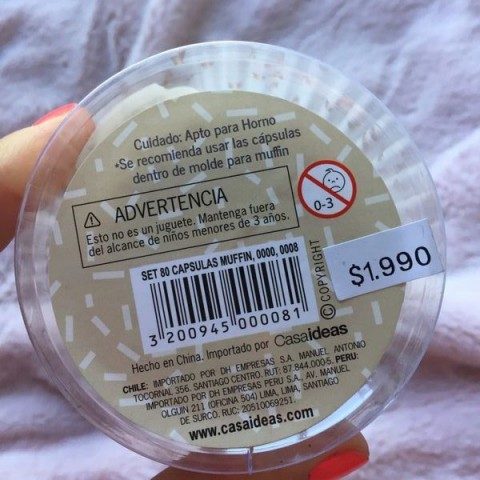 Cuidado: Apto para Horno
*Se recomienda usar las cápsulas
dentro de molde para muffin
ADVERTENCIA
Esto no es un juguete. Mantenga fuera
del alcance de niños menores de 3 años.
0-3
SET 80 CAPSULAS MUFFIN, 0000, 0008
3 200945 000081
© COPYRIGHT
$1.990
Hecho en China. Importado por Casaideas
CHILE: IMPORTADO POR DH EMPRESAS S.A. MANUEL ANTONIO
TOCORNAL 356, SANTIAGO CENTRO. RUT: 87.844.000-5. PERU:
IMPORTADO POR DH EMPRESAS PERU S.A., AV. MANUEL
OLGUIN 211 (OFICINA 504) LIMA, LIMA, SANTIAGO
DE SURCO. RUC: 20510069251.
www.casaideas.com